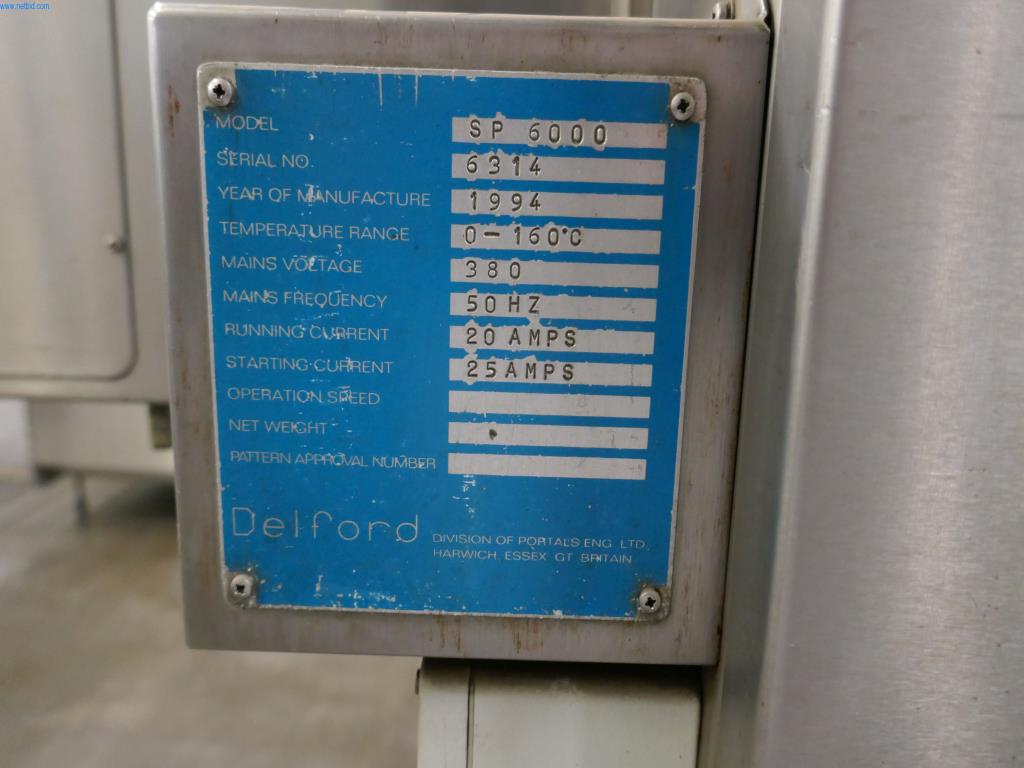 www.netbid.com
MODEL SP 6000
SERIAL NO. 6314
YEAR OF MANUFACTURE 1994
TEMPERATURE RANGE 0-160°C
MAINS VOLTAGE 380
MAINS FREQUENCY 50 HZ
RUNNING CURRENT 20 AMPS
STARTING CURRENT 25AMPS
OPERATION SPEED
NET WEIGHT
PATTERN APPROVAL NUMBER
Delford DIVISION OF PORTALS ENG. LTD.
HARWICH, ESSEX GT. BRITAIN